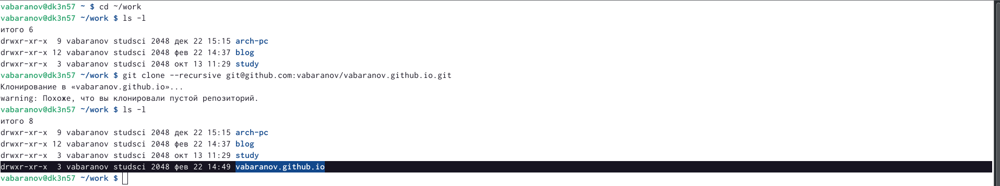 vabaranov@dk3n57 ~ $ cd ~/work
vabaranov@dk3n57 ~/work $ ls -l
итого 6
drwxr-xr-x  9 vabaranov studsci 2048 дек 22 15:15 arch-pc
drwxr-xr-x 12 vabaranov studsci 2048 фев 22 14:37 blog
drwxr-xr-x  3 vabaranov studsci 2048 окт 13 11:29 study
vabaranov@dk3n57 ~/work $ git clone --recursive git@github.com:vabaranov/vabaranov.github.io.git
Клонирование в «vabaranov.github.io»...
warning: Похоже, что вы клонировали пустой репозиторий.
vabaranov@dk3n57 ~/work $ ls -l
итого 8
drwxr-xr-x  9 vabaranov studsci 2048 дек 22 15:15 arch-pc
drwxr-xr-x 12 vabaranov studsci 2048 фев 22 14:37 blog
drwxr-xr-x  3 vabaranov studsci 2048 окт 13 11:29 study
drwxr-xr-x  3 vabaranov studsci 2048 фев 22 14:49 vabaranov.github.io
vabaranov@dk3n57 ~/work $